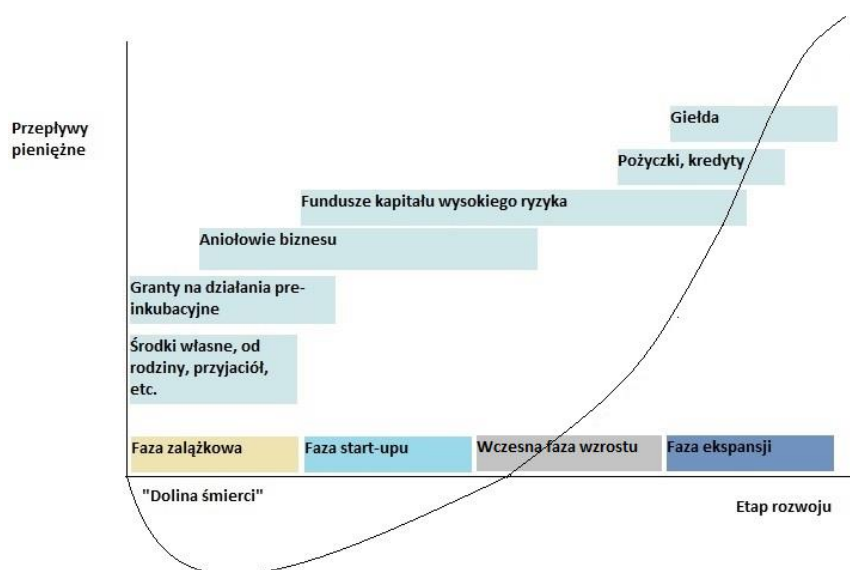 Giełda
Przepływy
pieniężne
Pożyczki, kredyty
Fundusze kapitału wysokiego ryzyka
Aniołowie biznesu
Granty na działania pre-
inkubacyjne
Środki własne, od
rodziny, przyjaciół,
etc.
Faza zalążkowa
Faza start-upu
Wczesna faza wzrostu
Faza ekspansji
"Dolina śmierci"
Etap rozwoju